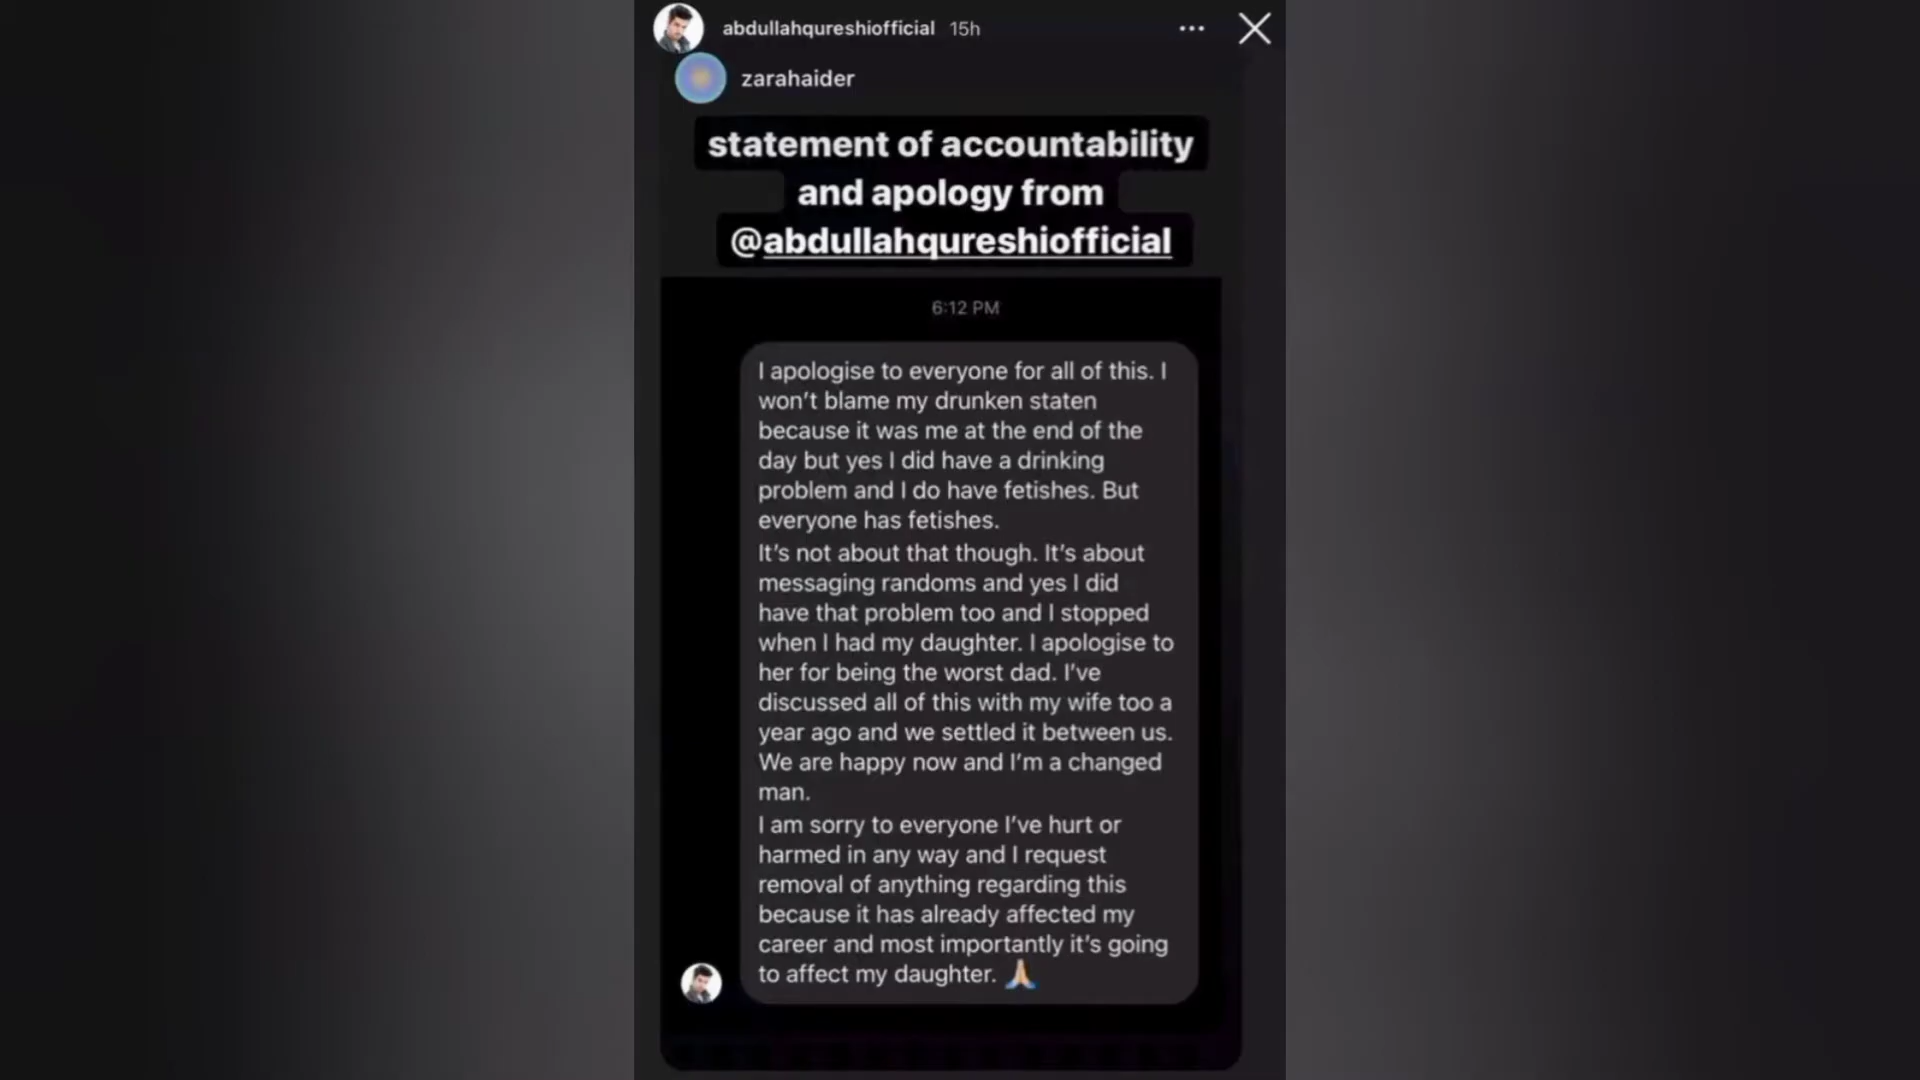 abdullahqureshiofficial 15h
zarahaider
statement of accountability
and apology from
@abdullahqureshiofficial
6:12 PM
I apologise to everyone for all of this. I
won't blame my drunken staten
because it was me at the end of the
day but yes I did have a drinking
problem and I do have fetishes. But
everyone has fetishes.
It's not about that though. It's about
messaging randoms and yes I did
have that problem too and I stopped
when I had my daughter. I apologise to
her for being the worst dad. I've
discussed all of this with my wife too a
year ago and we settled it between us.
We are happy now and I'm a changed
man.
I am sorry to everyone I've hurt or
harmed in any way and I request
removal of anything regarding this
because it has already affected my
career and most importantly it's going
to affect my daughter. 🙏🏼